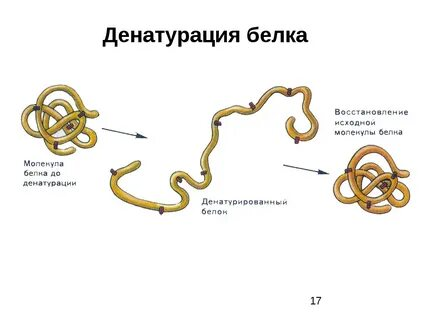 Денатурация белка
Молекула
белка до
денатурации
Денатурированный
белок
Восстановление
исходной
молекулы белка
17